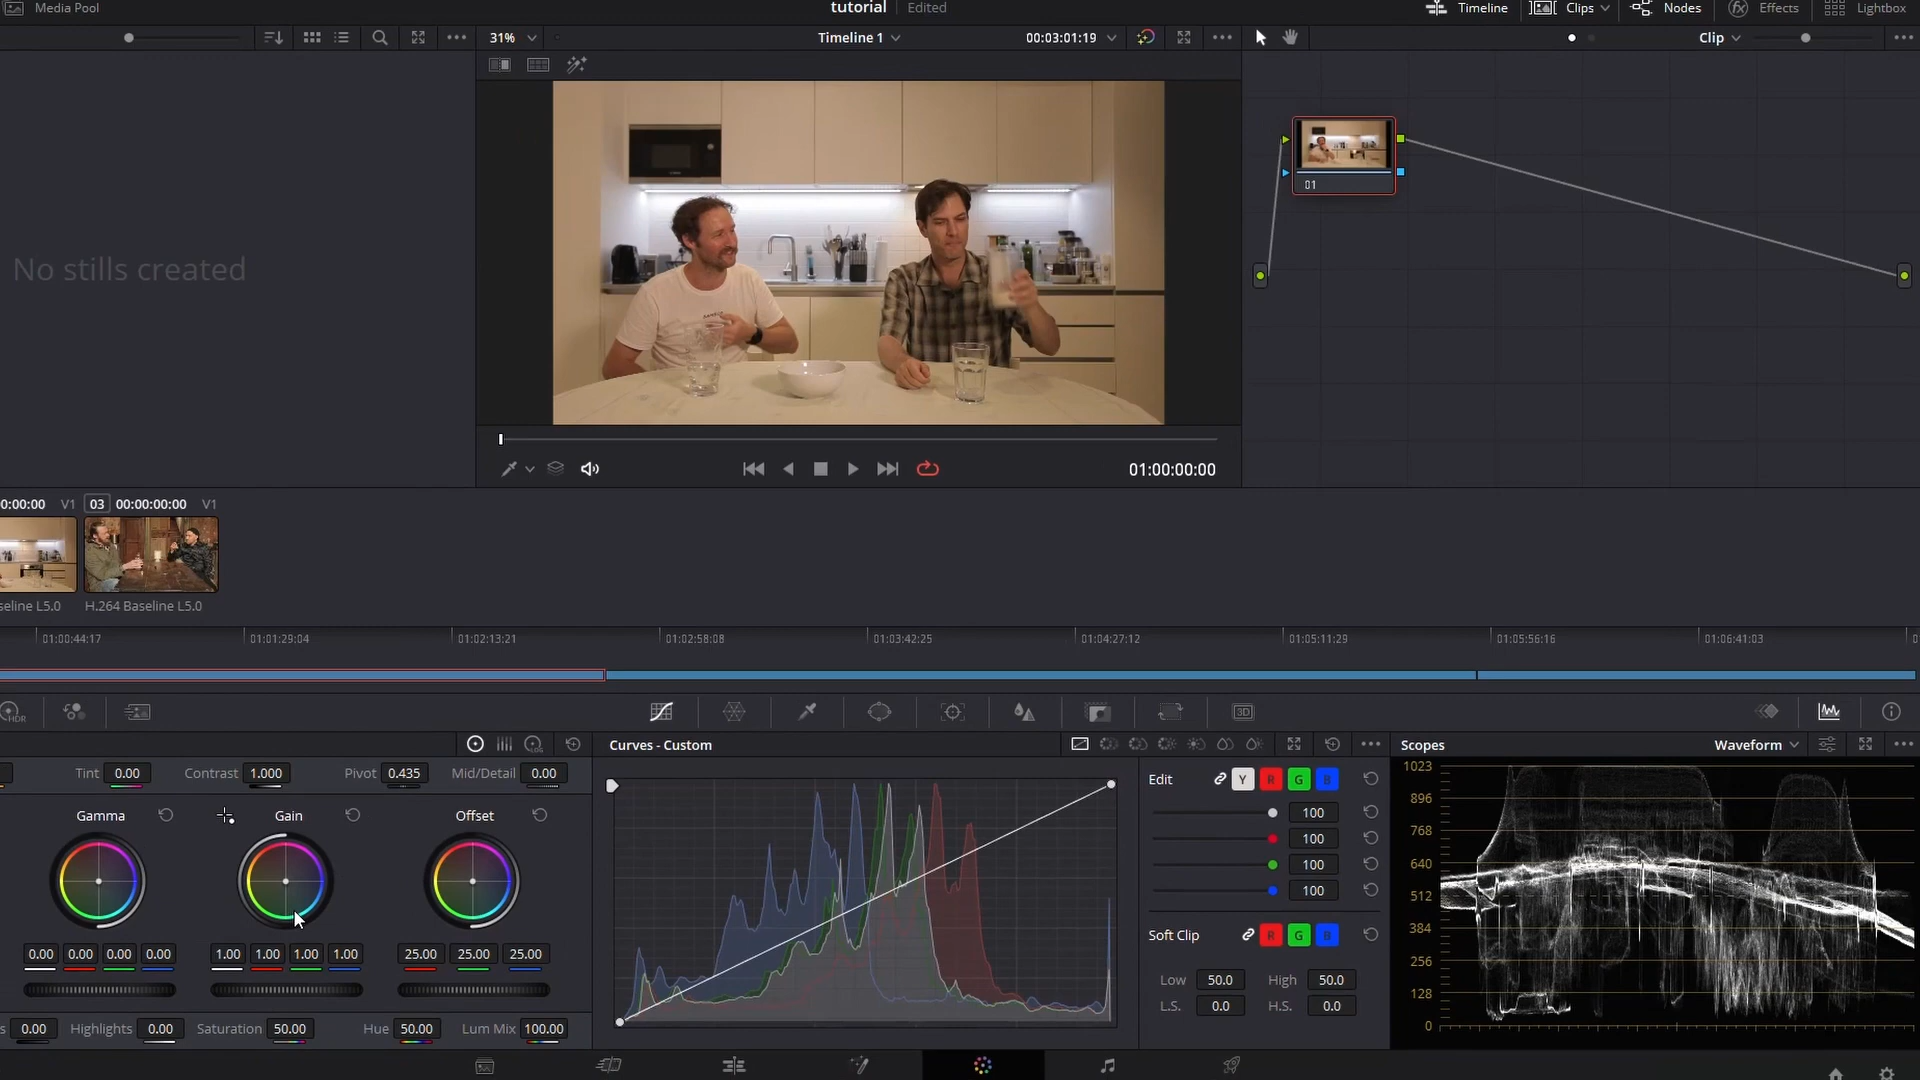 Media Pool
tutorial Edited
Timeline Clips Nodes Effects Lightbox
31% Timeline 1 00:03:01:19 Clip
No stills created
01
01:00:00:00
0:00:00 V1 03 00:00:00:00 V1
seline L5.0 H.264 Baseline L5.0
01:00:44:17 01:01:29:04 01:02:13:21 01:02:58:08 01:03:42:25 01:04:27:12 01:05:11:29 01:05:56:16 01:06:41:03
HDR 3D
LOG Curves - Custom Scopes Waveform
Tint 0.00 Contrast 1.000 Pivot 0.435 Mid/Detail 0.00
Edit Y R G B
Gamma Gain Offset
100
100
100
100
Soft Clip R G B
0.00 0.00 0.00 0.00 1.00 1.00 1.00 1.00 25.00 25.00 25.00
Low 50.0 High 50.0
L.S. 0.0 H.S. 0.0
s 0.00 Highlights 0.00 Saturation 50.00 Hue 50.00 Lum Mix 100.00
1023
896
768
640
512
384
256
128
0